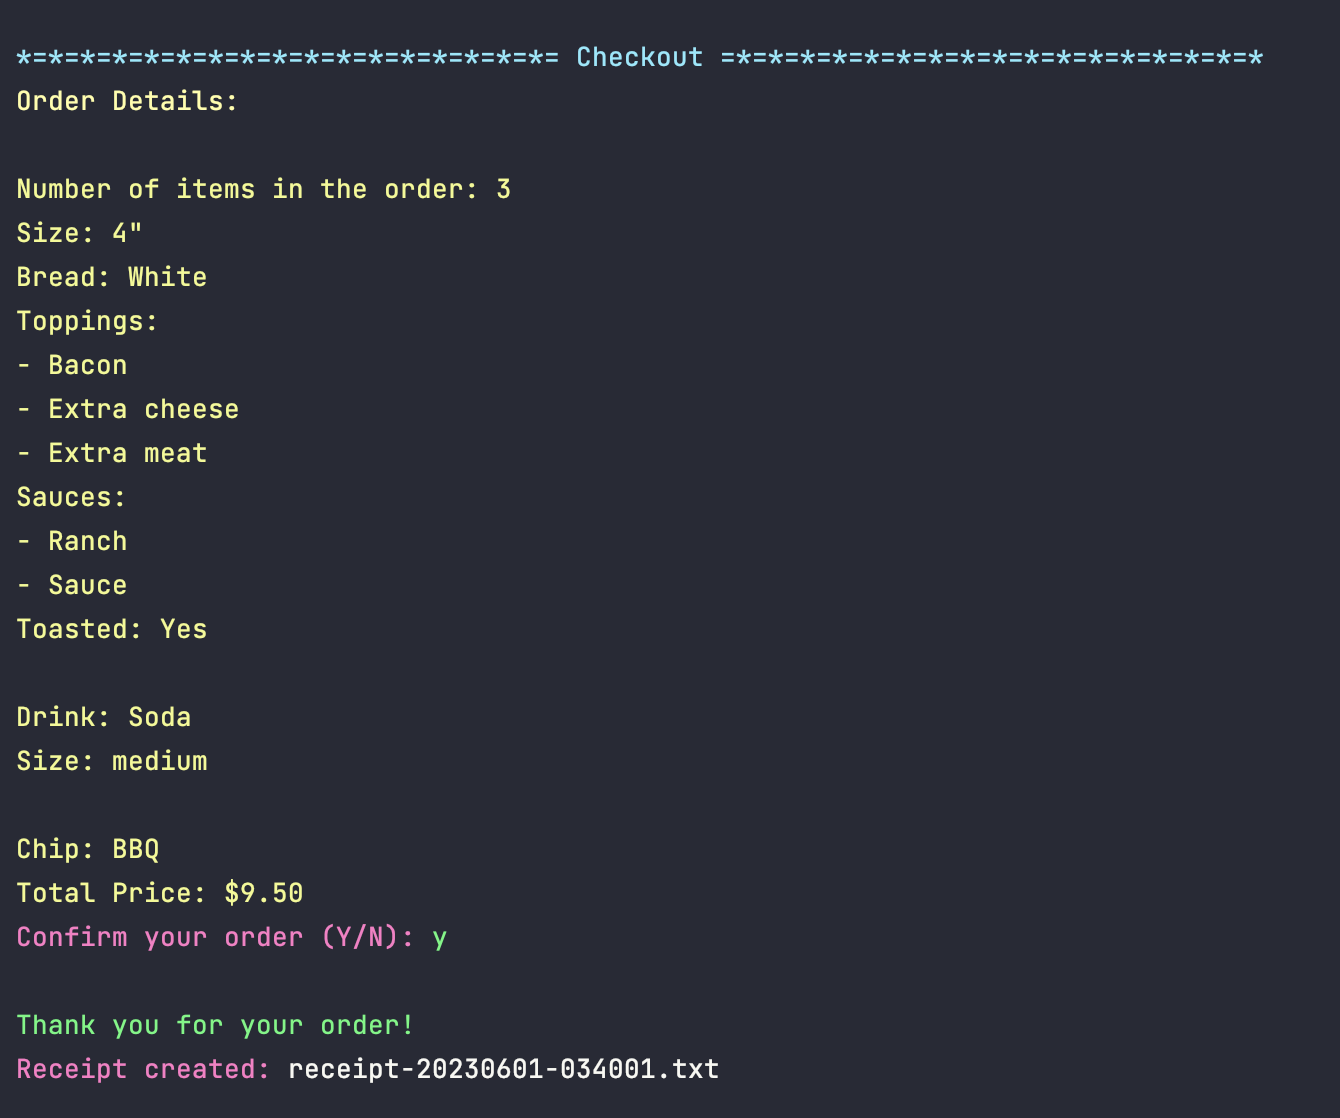 *=*=*=*=*=*=*=*=*=*=*=*=*=*=*=*=*= Checkout =*=*=*=*=*=*=*=*=*=*=*=*=*=*=*=*=*
Order Details:
Number of items in the order: 3
Size: 4"
Bread: White
Toppings:
- Bacon
- Extra cheese
- Extra meat
Sauces:
- Ranch
- Sauce
Toasted: Yes
Drink: Soda
Size: medium
Chip: BBQ
Total Price: $9.50
Confirm your order (Y/N): y
Thank you for your order!
Receipt created: receipt-20230601-034001.txt